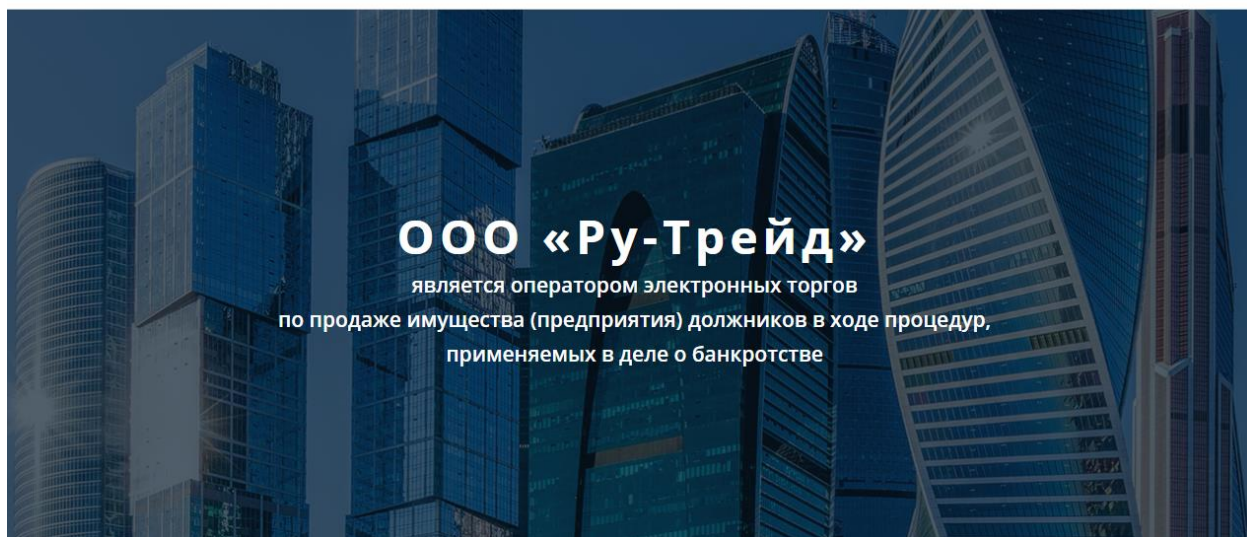 ООО «Ру-Трейд»
является оператором электронных торгов
по продаже имущества (предприятия) должников в ходе процедур,
применяемых в деле о банкротстве